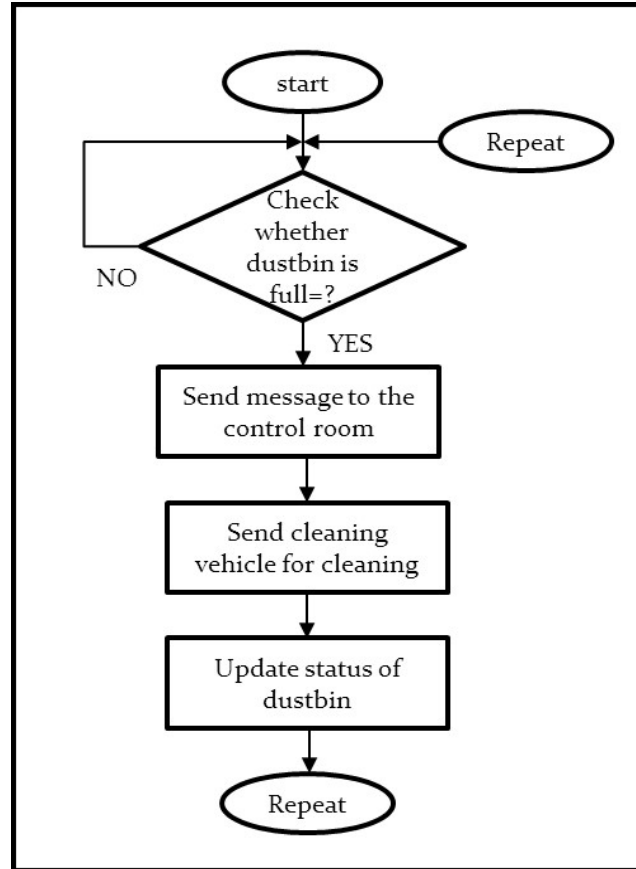 start
Repeat
Check
whether
dustbin is
full=?
NO
YES
Send message to the
control room
Send cleaning
vehicle for cleaning
Update status of
dustbin
Repeat